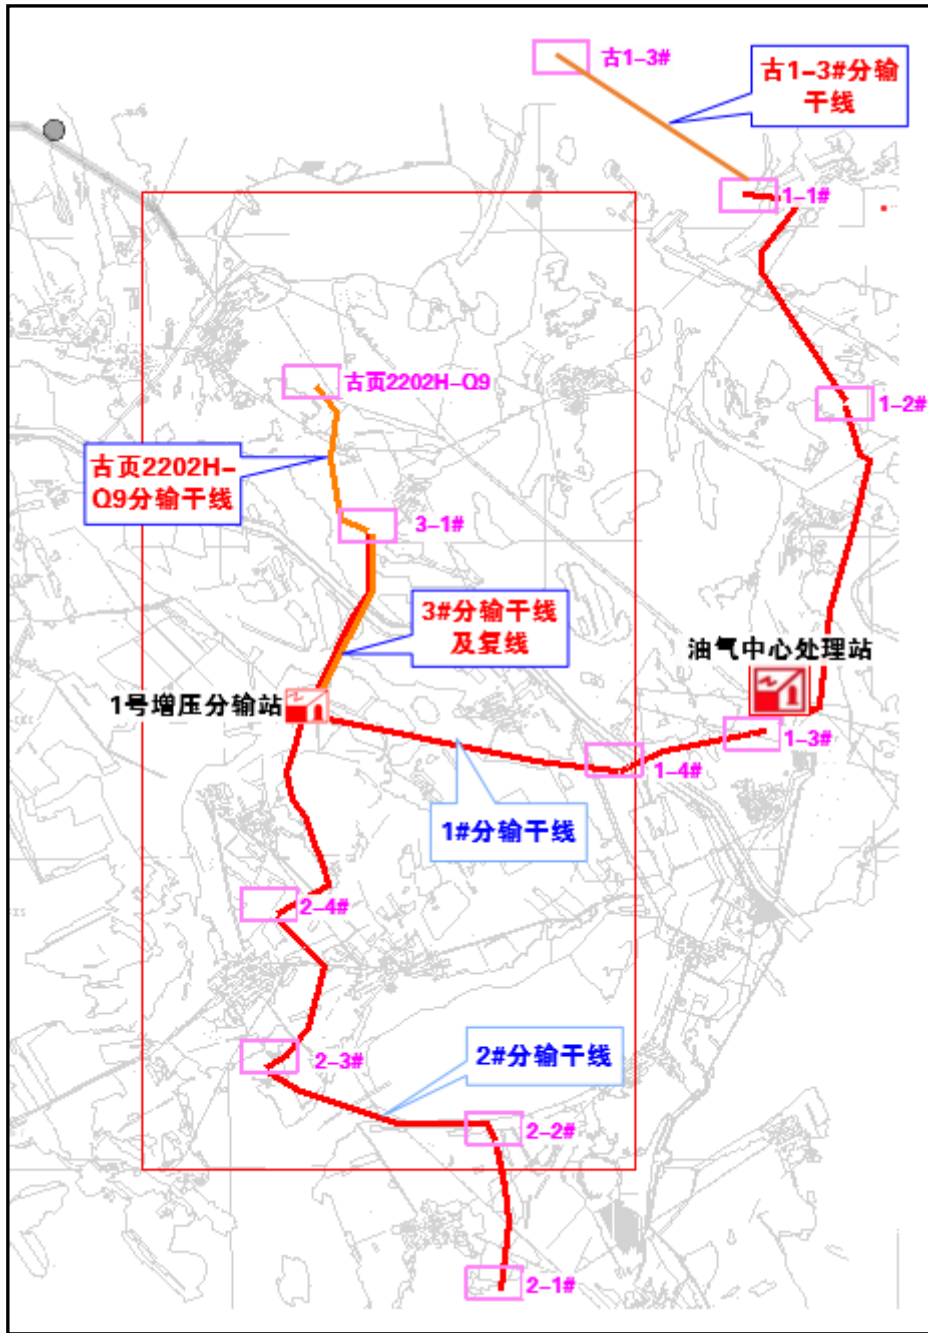 古1-3#
古1-3#分输
干线
1-1#
古页2202H-Q9
1-2#
古页2202H-
Q9分输干线
3-1#
3#分输干线
及复线
油气中心处理站
1号增压分输站
1-3#
1-4#
1#分输干线
2-4#
2-3#
2#分输干线
2-2#
2-1#